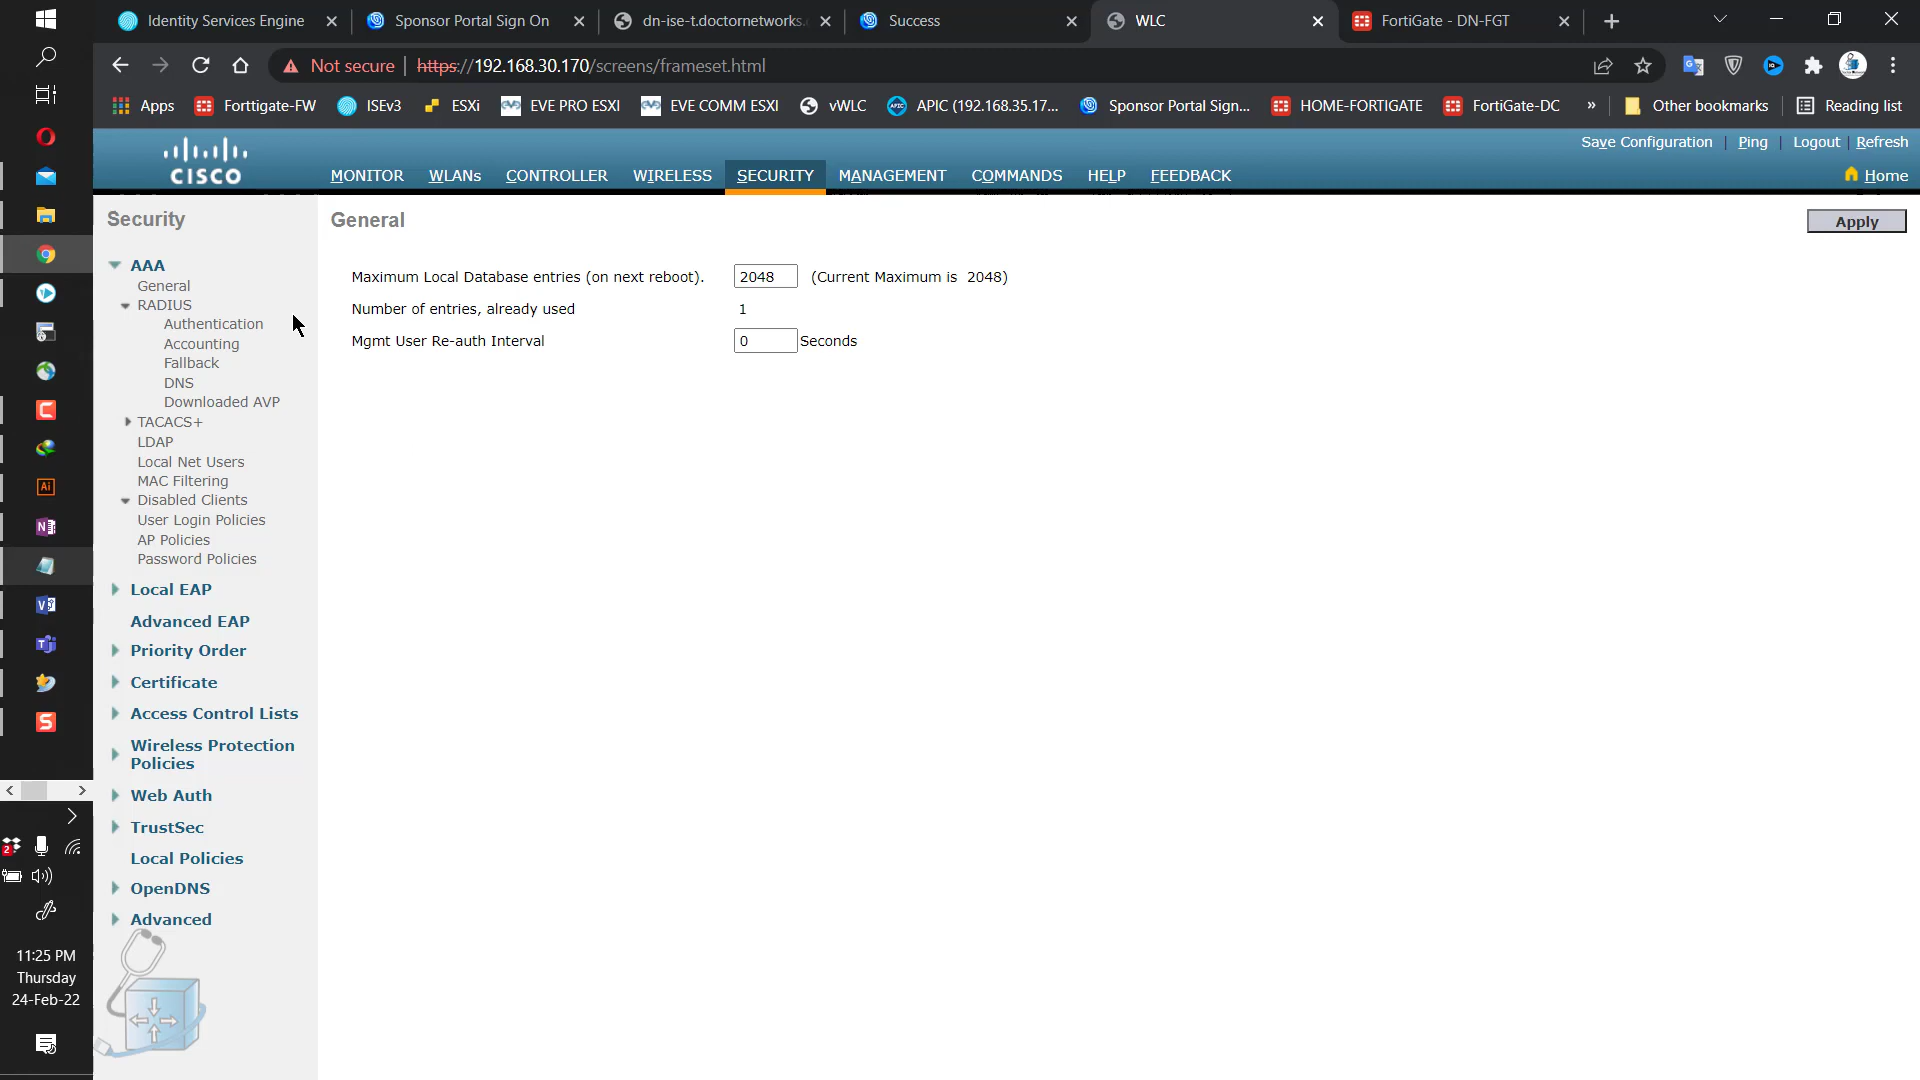 Identity Services Engine
Sponsor Portal Sign On
dn-ise-t.doctornetworks.
Success
WLC
FortiGate - DN-FGT
Not secure
https://192.168.30.170/screens/frameset.html
Apps
Forttigate-FW
ISEv3
ESXi
EVE PRO ESXI
EVE COMM ESXI
vWLC
APIC (192.168.35.17...
Sponsor Portal Sign...
HOME-FORTIGATE
FortiGate-DC
»
Other bookmarks
Reading list
Save Configuration | Ping | Logout | Refresh
CISCO
MONITOR WLANs CONTROLLER WIRELESS SECURITY MANAGEMENT COMMANDS HELP FEEDBACK
Home
Security
AAA
General
RADIUS
Authentication
Accounting
Fallback
DNS
Downloaded AVP
TACACS+
LDAP
Local Net Users
MAC Filtering
Disabled Clients
User Login Policies
AP Policies
Password Policies
Local EAP
Advanced EAP
Priority Order
Certificate
Access Control Lists
Wireless Protection
Policies
Web Auth
TrustSec
Local Policies
OpenDNS
Advanced
General
Apply
Maximum Local Database entries (on next reboot). 2048 (Current Maximum is 2048)
Number of entries, already used 1
Mgmt User Re-auth Interval 0 Seconds
2
11:25 PM
Thursday
24-Feb-22